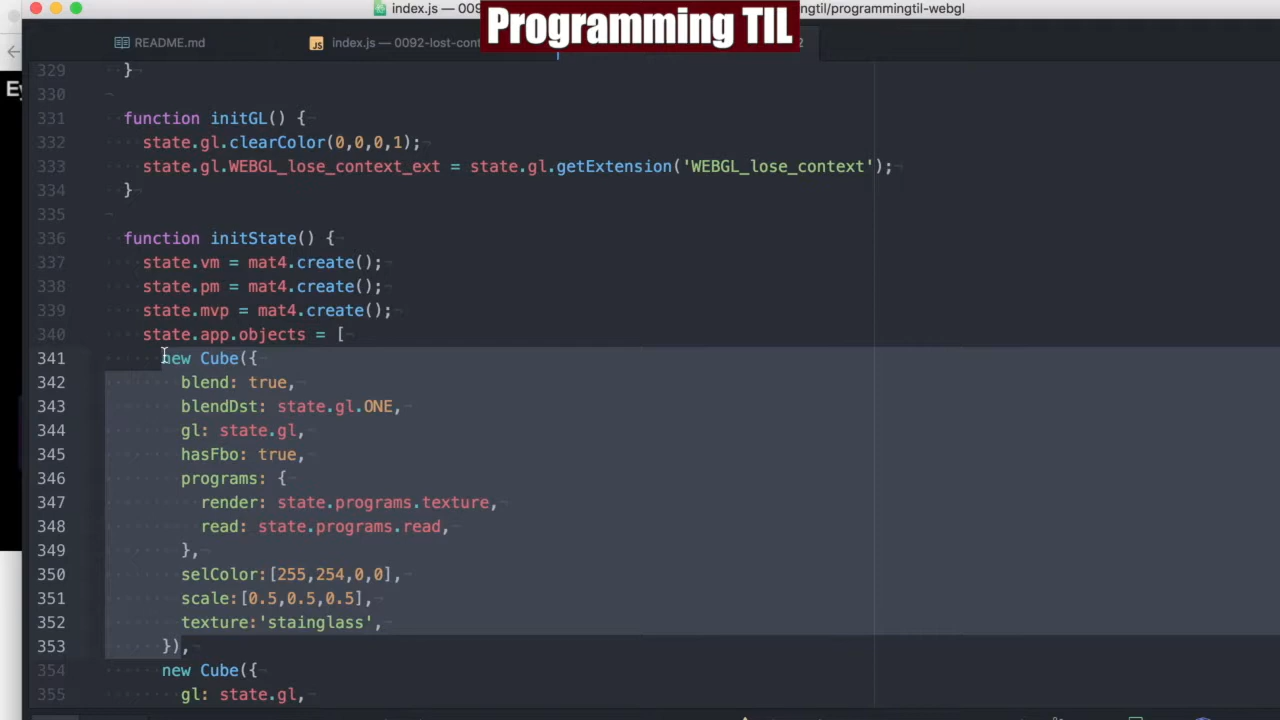 index.js — 009
ngtil/programmingtil-webgl
Programming TIL
README.md
index.js — 0092-lost-con
2
Ey
329 }
330
331 function initGL() {
332 state.gl.clearColor(0,0,0,1);
333 state.gl.WEBGL_lose_context_ext = state.gl.getExtension('WEBGL_lose_context');
334 }
335
336 function initState() {
337 state.vm = mat4.create();
338 state.pm = mat4.create();
339 state.mvp = mat4.create();
340 state.app.objects = [
341 new Cube({
342 blend: true,
343 blendDst: state.gl.ONE,
344 gl: state.gl,
345 hasFbo: true,
346 programs: {
347 render: state.programs.texture,
348 read: state.programs.read,
349 },
350 selColor:[255,254,0,0],
351 scale:[0.5,0.5,0.5],
352 texture:'stainglass',
353 }),
354 new Cube({
355 gl: state.gl,